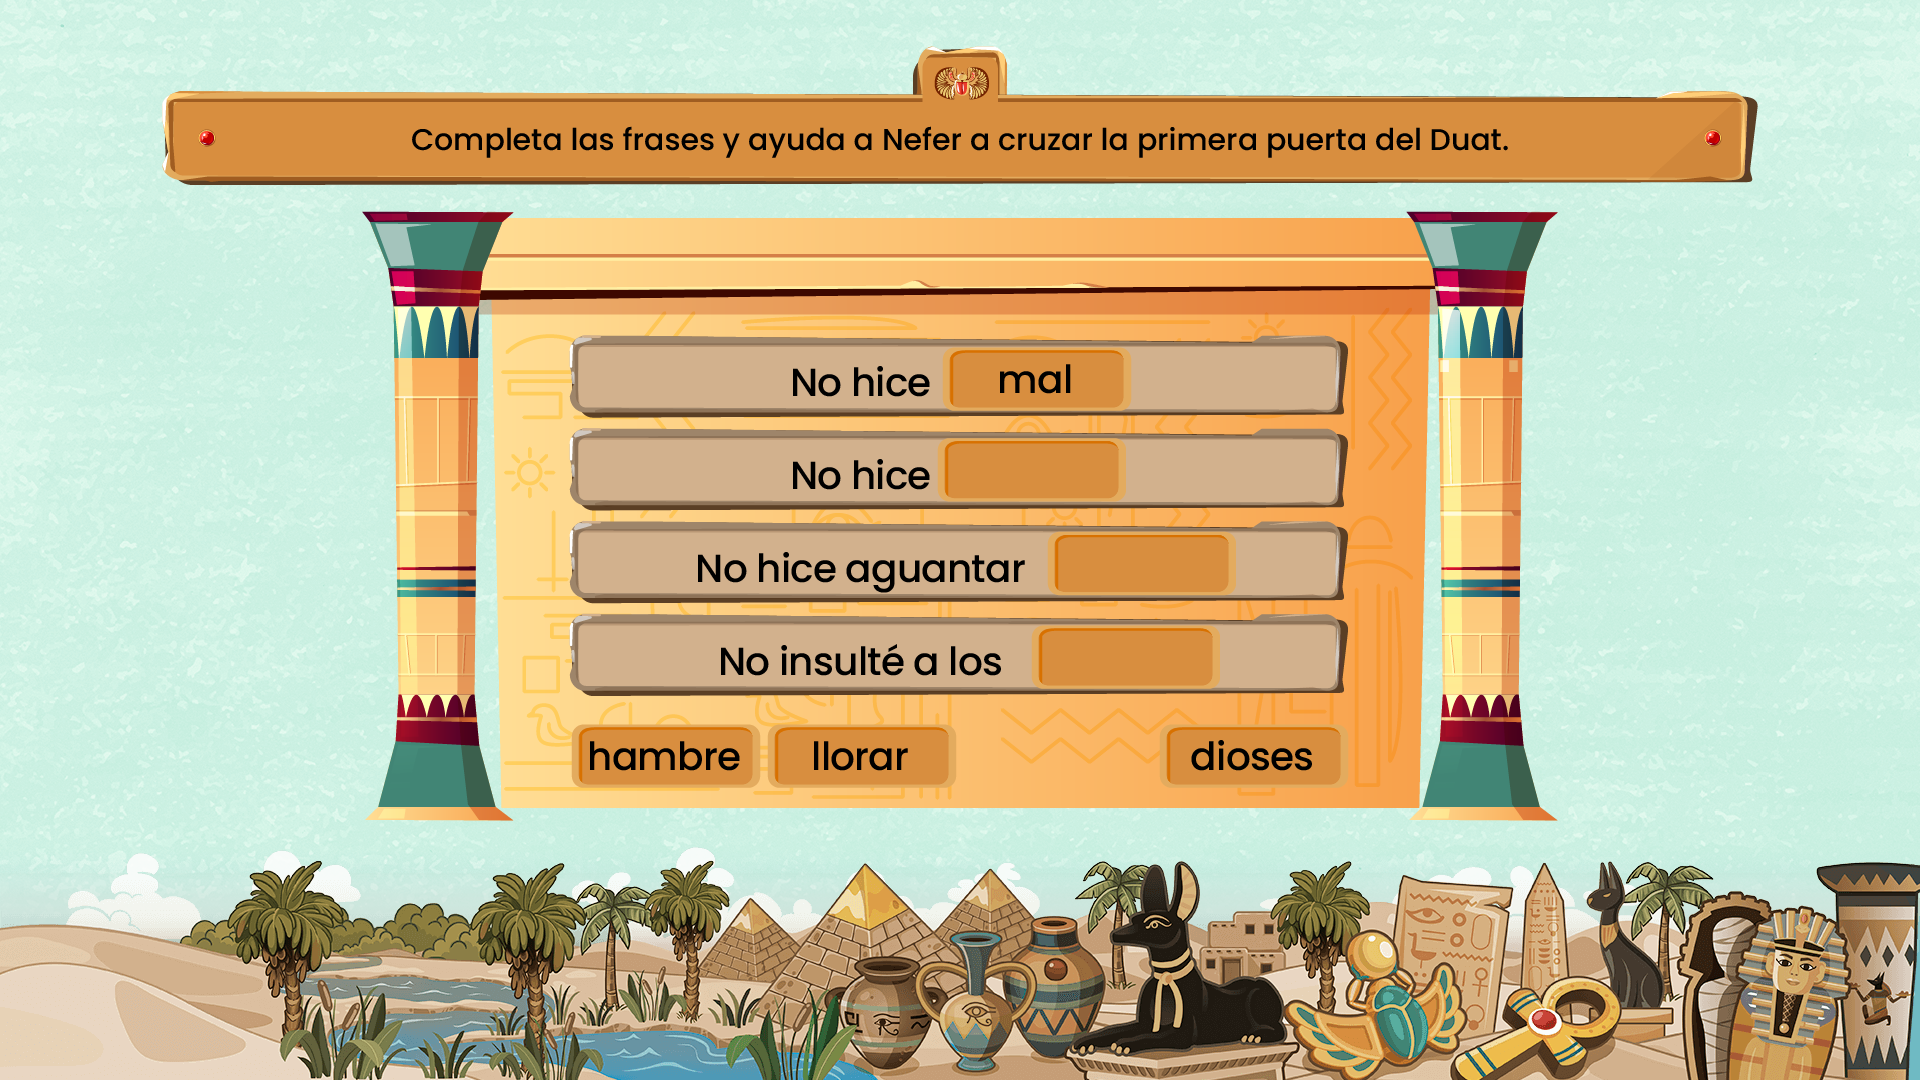 Completa las frases y ayuda a Nefer a cruzar la primera puerta del Duat.
No hice mal
No hice
No hice aguantar
No insulté a los
hambre llorar dioses